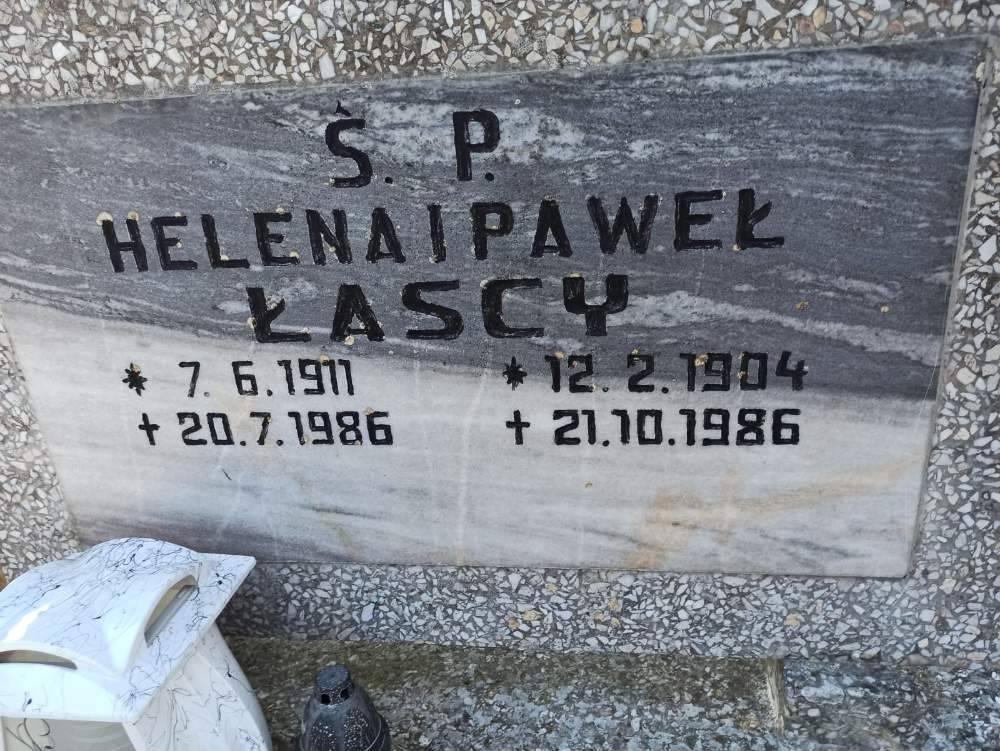 Ś. P.
HELENA I PAWEŁ
ŁASCY
* 7. 6. 1911 * 12. 2. 1904
+ 20.7.1986 + 21.10.1986